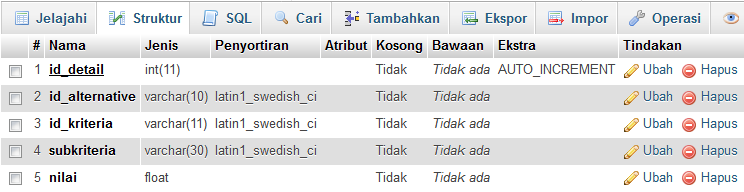 Jelajahi Struktur SQL Cari Tambahkan Ekspor Impor Operasi
# Nama Jenis Penyortiran Atribut Kosong Bawaan Ekstra Tindakan
1 id_detail int(11) Tidak Tidak ada AUTO_INCREMENT Ubah Hapus
2 id_alternative varchar(10) latin1_swedish_ci Tidak Tidak ada Ubah Hapus
3 id_kriteria varchar(11) latin1_swedish_ci Tidak Tidak ada Ubah Hapus
4 subkriteria varchar(30) latin1_swedish_ci Tidak Tidak ada Ubah Hapus
5 nilai float Tidak Tidak ada Ubah Hapus